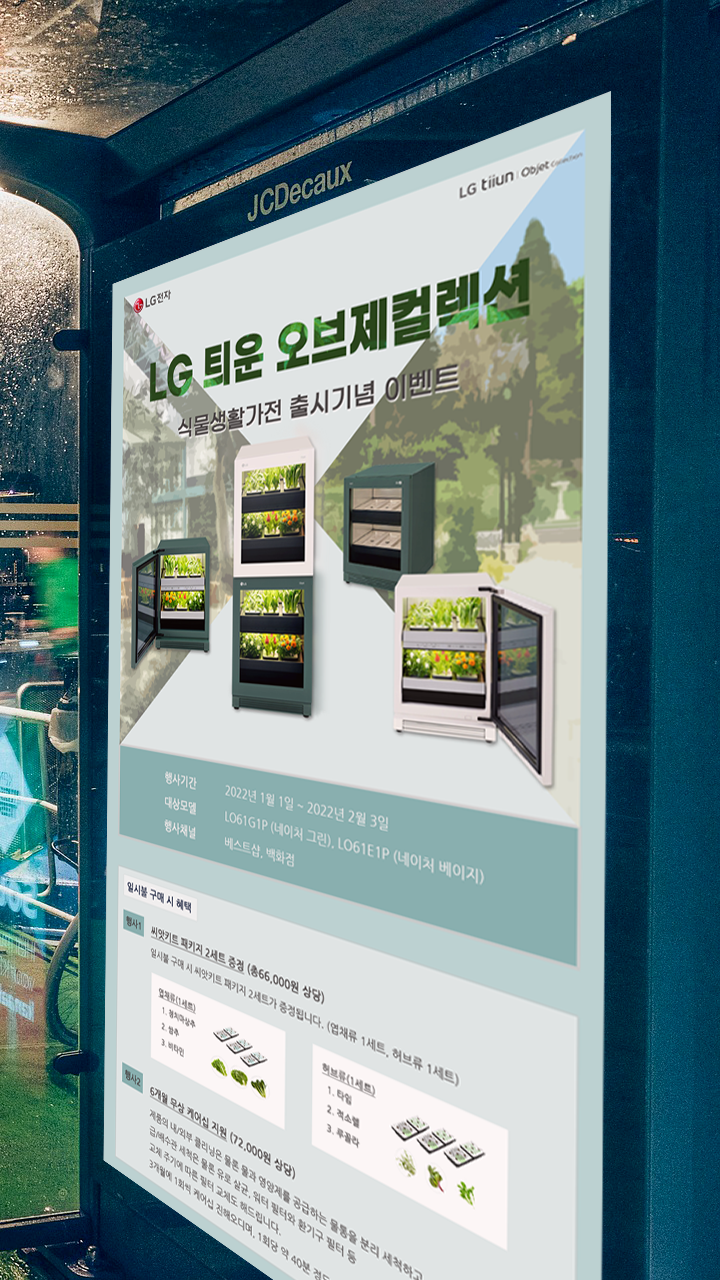 JCDecaux
LG tiiun | Objet Collection
LG전자
LG 틔운 오브제컬렉션
식물생활가전 출시기념 이벤트
행사기간 2022년 1월 1일 ~ 2022년 2월 3일
대상모델 LO61G1P (네이처 그린), LO61E1P (네이처 베이지)
행사채널 베스트샵, 백화점
일시불 구매 시 혜택
행사1 씨앗키트 패키지 2세트 증정 (총66,000원 상당)
일시불 구매 시 씨앗키트 패키지 2세트가 증정됩니다. (엽채류 1세트, 허브류 1세트)
엽채류(1세트)
1. 청치마상추
2. 쌈추
3. 비타민
허브류(1세트)
1. 타임
2. 적소렐
3. 루꼴라
행사2 6개월 무상 케어십 지원 (72,000원 상당)
제품의 내/외부 클리닝은 물론 물과 영양제를 공급하는 물통을 분리 세척하고
급/배수관 세척은 물론 유로 살균, 워터 필터와 환기구 필터 등
교체 주기에 따른 필터 교체도 해드립니다.
3개월에 1회씩 케어십 진해오디며, 1회당 약 40분 정도